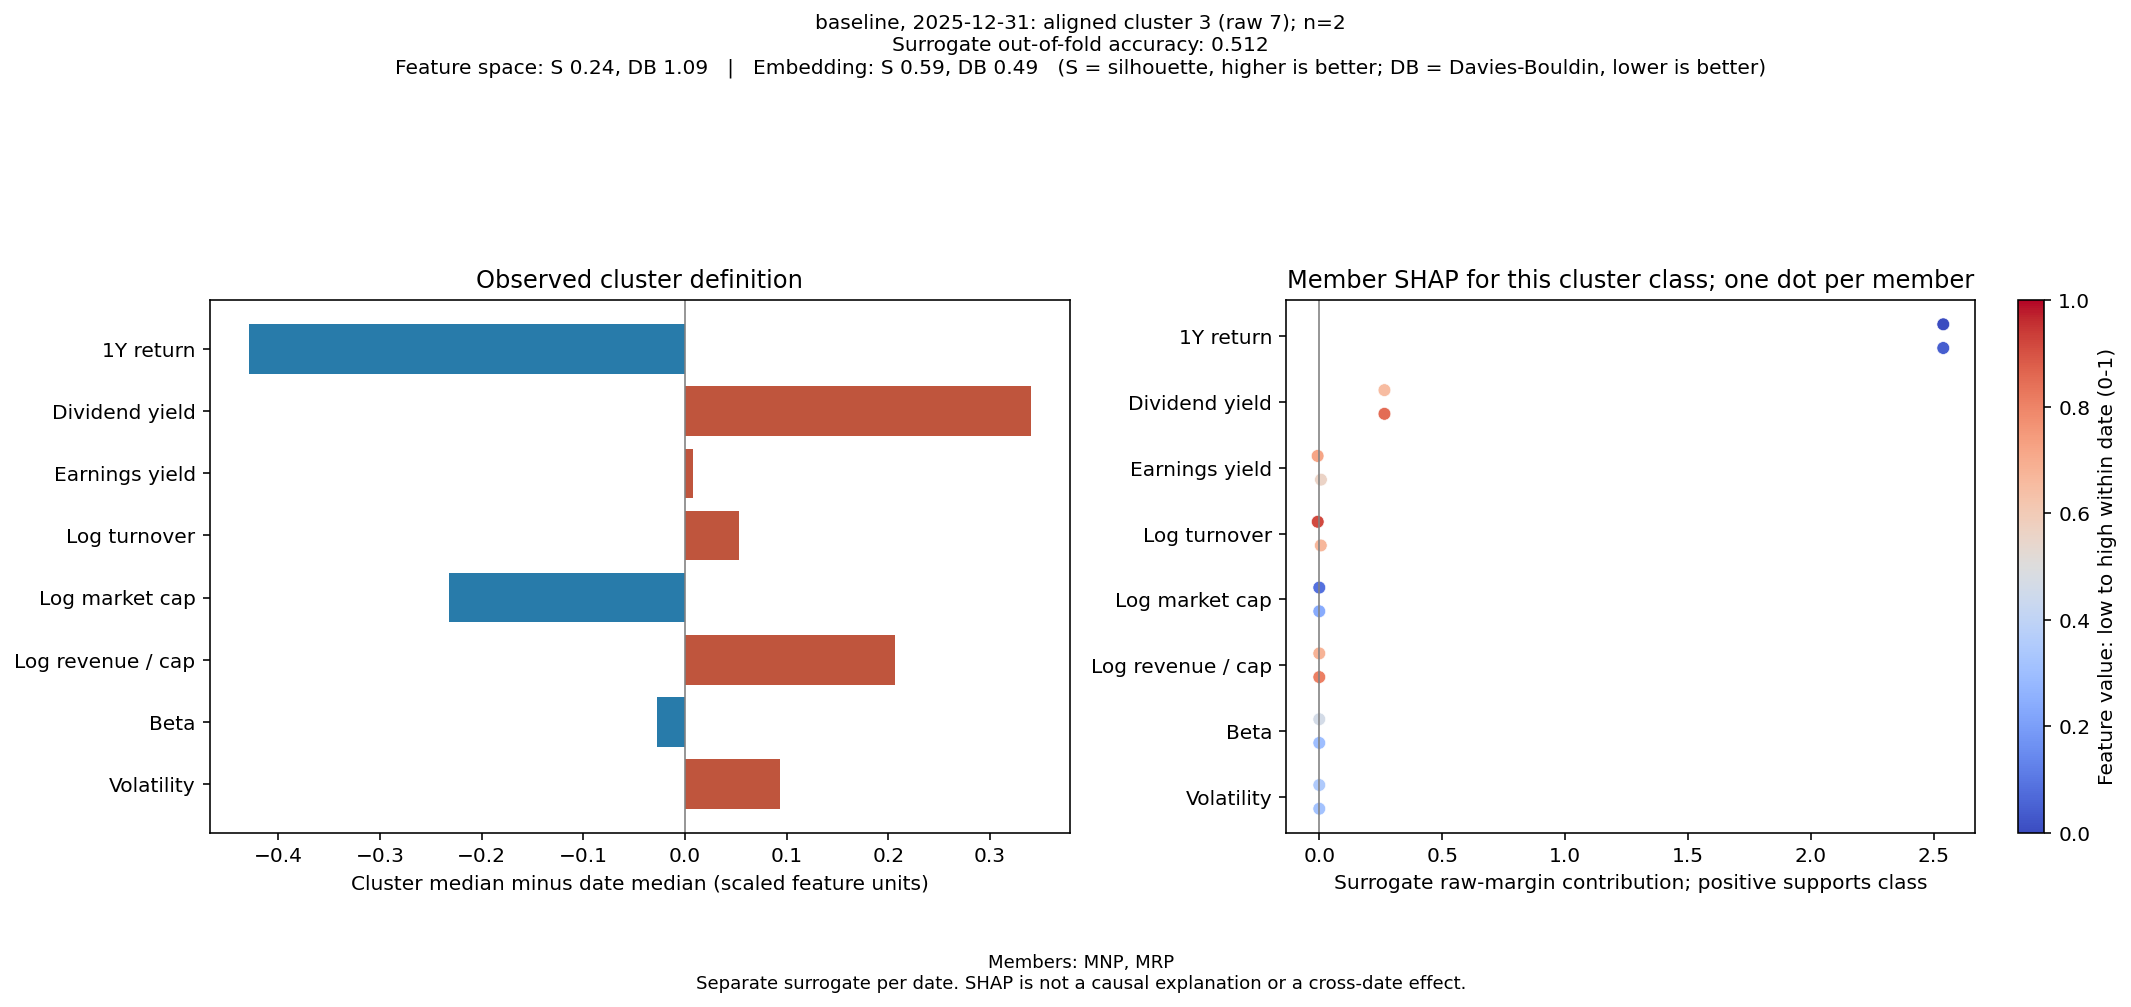 baseline, 2025-12-31: aligned cluster 3 (raw 7); n=2
Surrogate out-of-fold accuracy: 0.512
Feature space: S 0.24, DB 1.09   |   Embedding: S 0.59, DB 0.49   (S = silhouette, higher is better; DB = Davies-Bouldin, lower is better)
Observed cluster definition
1Y return
Dividend yield
Earnings yield
Log turnover
Log market cap
Log revenue / cap
Beta
Volatility
−0.4 −0.3 −0.2 −0.1 0.0 0.1 0.2 0.3
Cluster median minus date median (scaled feature units)
Member SHAP for this cluster class; one dot per member
1Y return
Dividend yield
Earnings yield
Log turnover
Log market cap
Log revenue / cap
Beta
Volatility
0.0 0.5 1.0 1.5 2.0 2.5
Surrogate raw-margin contribution; positive supports class
1.0
0.8
0.6
0.4
0.2
0.0
Feature value: low to high within date (0-1)
Members: MNP, MRP
Separate surrogate per date. SHAP is not a causal explanation or a cross-date effect.